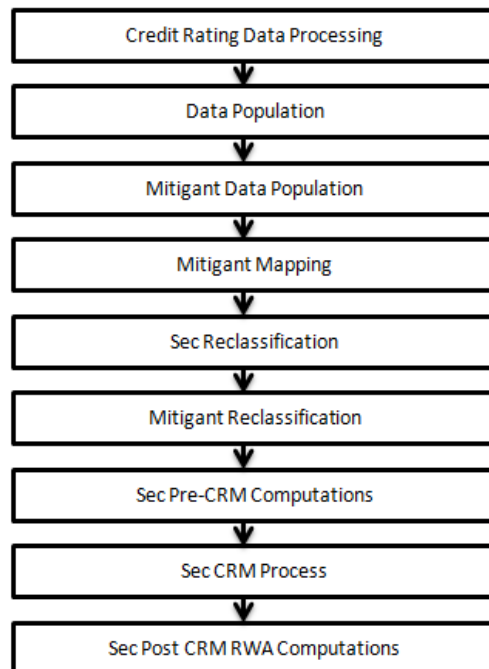 Credit Rating Data Processing
Data Population
Mitigant Data Population
Mitigant Mapping
Sec Reclassification
Mitigant Reclassification
Sec Pre-CRM Computations
Sec CRM Process
Sec Post CRM RWA Computations